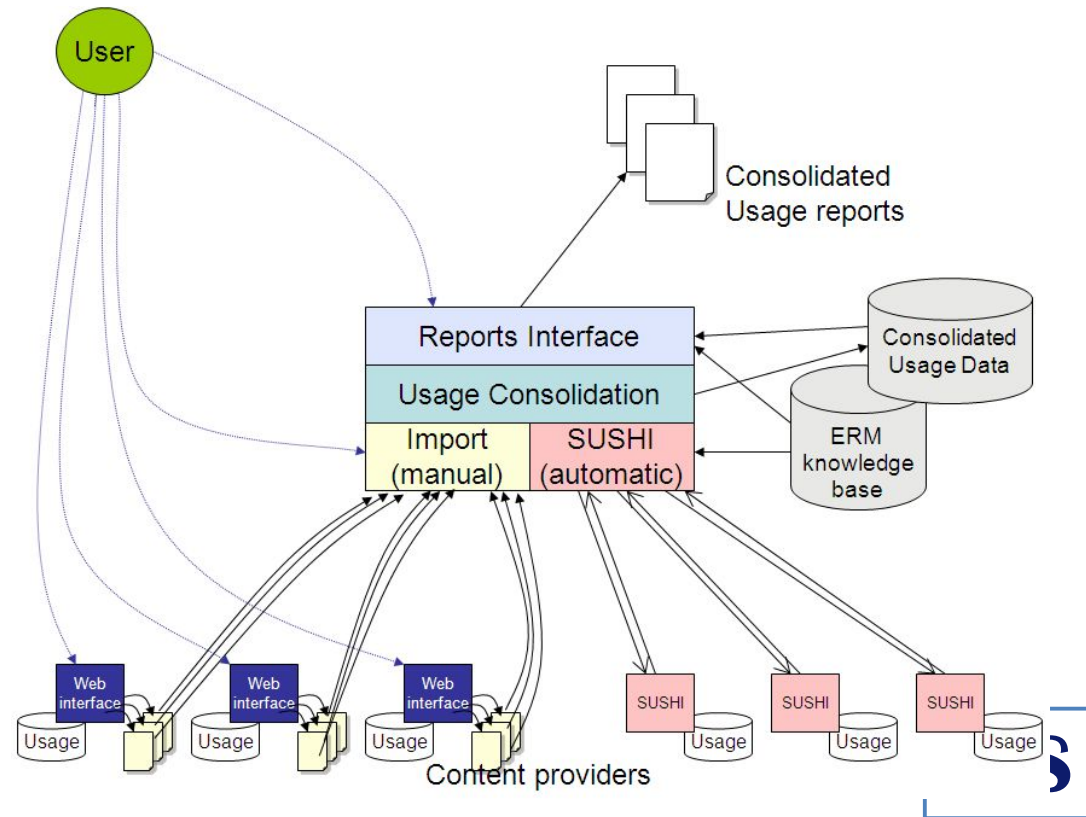 User
Consolidated
Usage reports
Reports Interface
Consolidated
Usage Data
Usage Consolidation
Import
(manual)
SUSHI
(automatic)
ERM
knowledge
base
Web
interface
Web
interface
Web
interface
SUSHI
SUSHI
SUSHI
Usage
Usage
Usage
Usage
Usage
Usage
Content providers
S